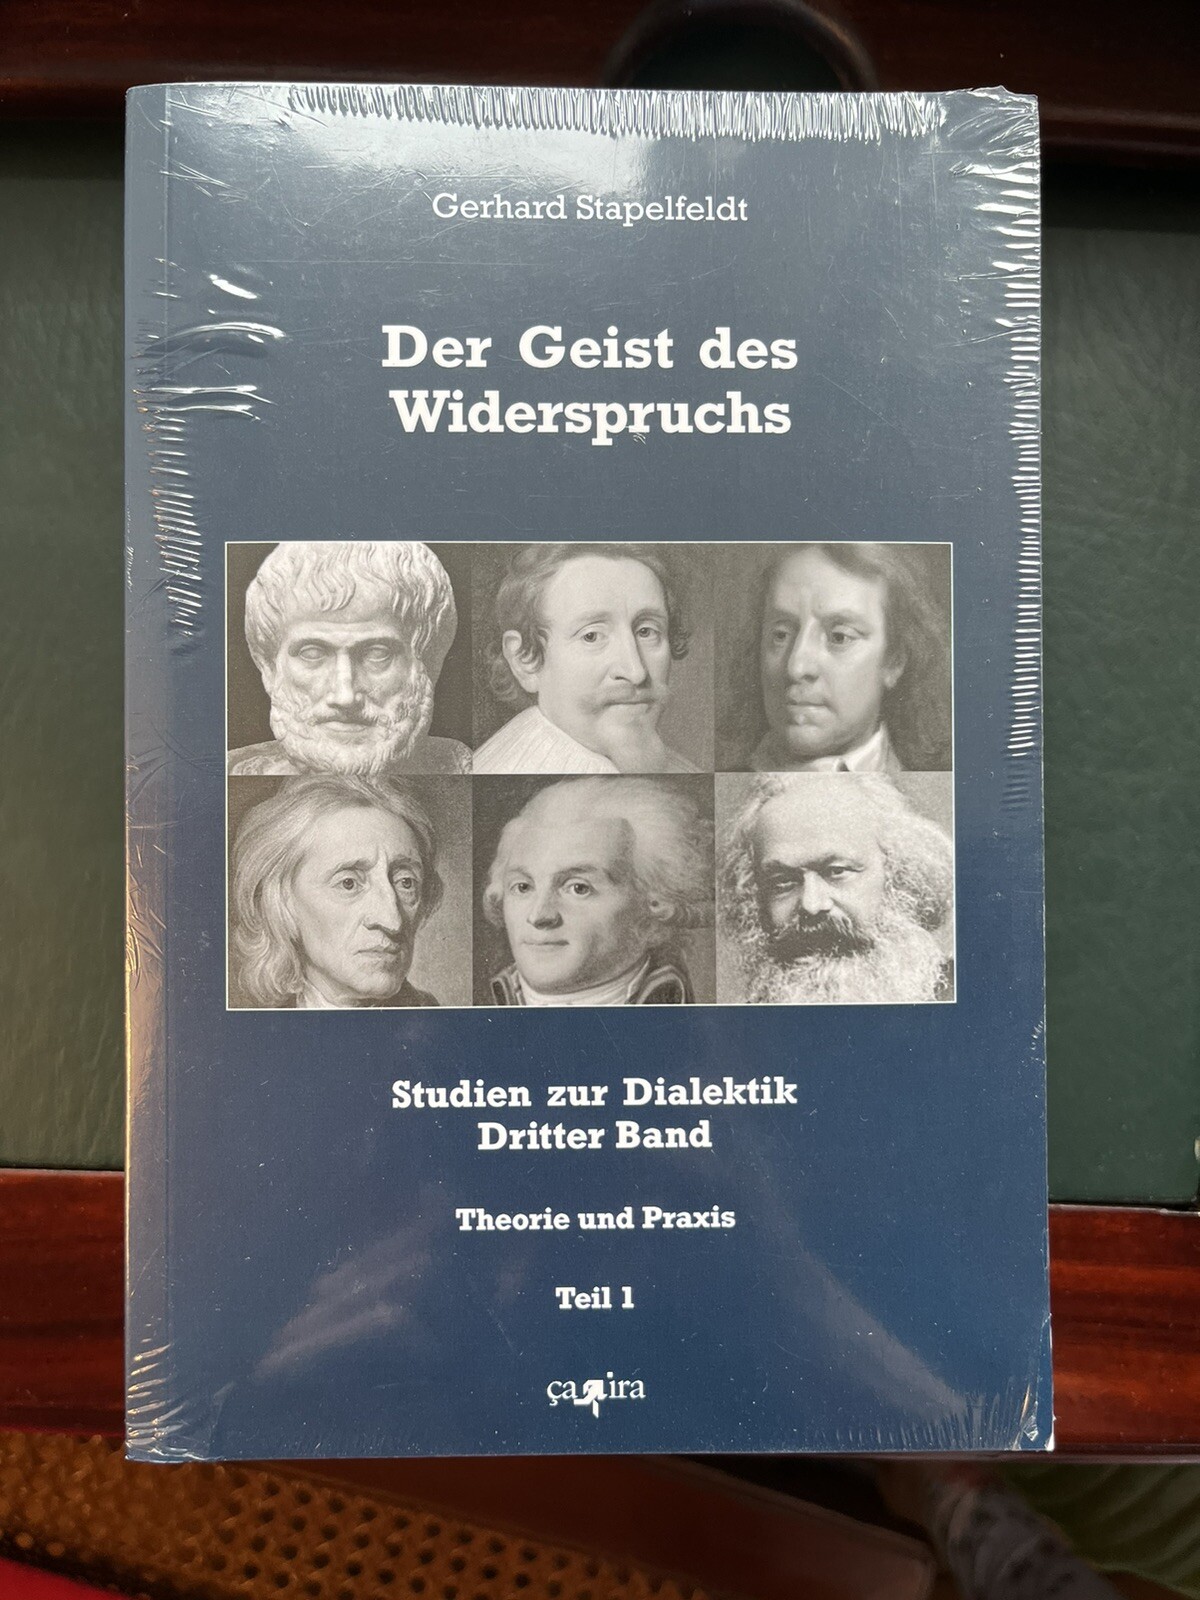 Gerhard Stapelfeldt
Der Geist des
Widerspruchs
Studien zur Dialektik
Dritter Band
Theorie und Praxis
Teil 1
ça ira